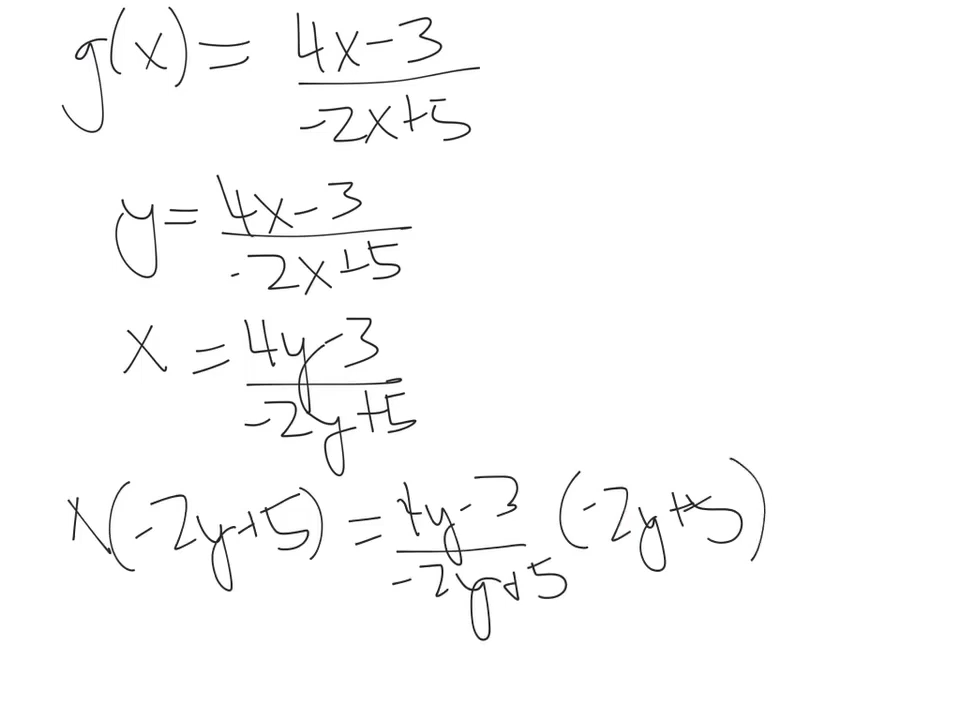 g(x) = (4x-3)/(-2x+5)
y = (4x-3)/(-2x+5)
x = (4y-3)/(-2y+5)
x(-2y+5) = (4y-3)/(-2y+5) (-2y+5)